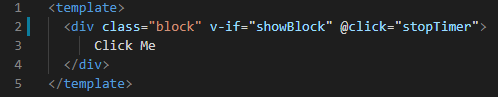 1 <template>
2 <div class="block" v-if="showBlock" @click="stopTimer">
3 Click Me
4 </div>
5 </template>